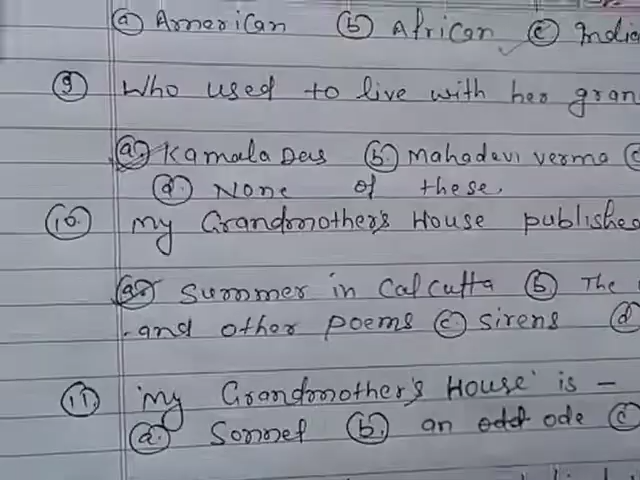 ⓐ American ⓑ African ⓒ India
⑨ Who used to live with her gran
ⓐ Kamala Das ⓑ Mahadevi verma ⓒ
ⓓ None of these.
⑩ my Grandmother's House published
ⓐ Summer in Calcutta ⓑ The
and other poems ⓒ sirens ⓓ
⑪ 'my Grandmother's House' is –
ⓐ Sonnet ⓑ an ode ⓒ